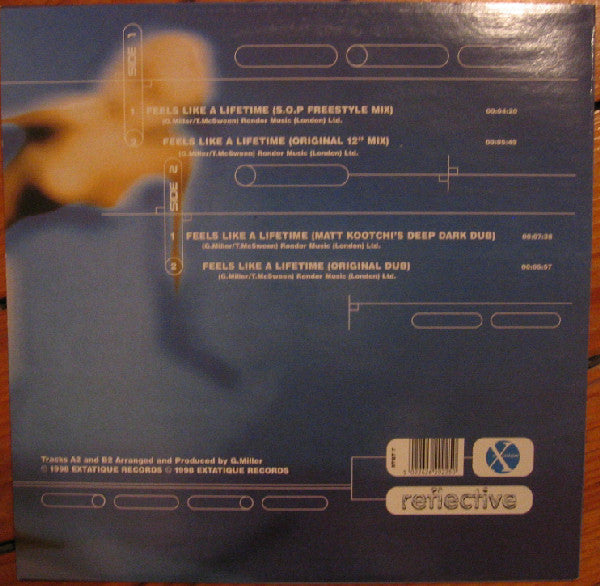 SIDE 1
1 FEELS LIKE A LIFETIME (S.O.P FREESTYLE MIX)
(G.Miller/T.McSween) Render Music (London) Ltd.
2 FEELS LIKE A LIFETIME (ORIGINAL 12" MIX)
(G.Miller/T.McSween) Render Music (London) Ltd.
SIDE 2
1 FEELS LIKE A LIFETIME (MATT KOOTCHI'S DEEP DARK DUB)
(G.Miller/T.McSween) Render Music (London) Ltd.
2 FEELS LIKE A LIFETIME (ORIGINAL DUB)
(G.Miller/T.McSween) Render Music (London) Ltd.
Tracks A2 and B2 Arranged and Produced by G.Miller
℗ 1998 EXTATIQUE RECORDS © 1998 EXTATIQUE RECORDS
X
reflective